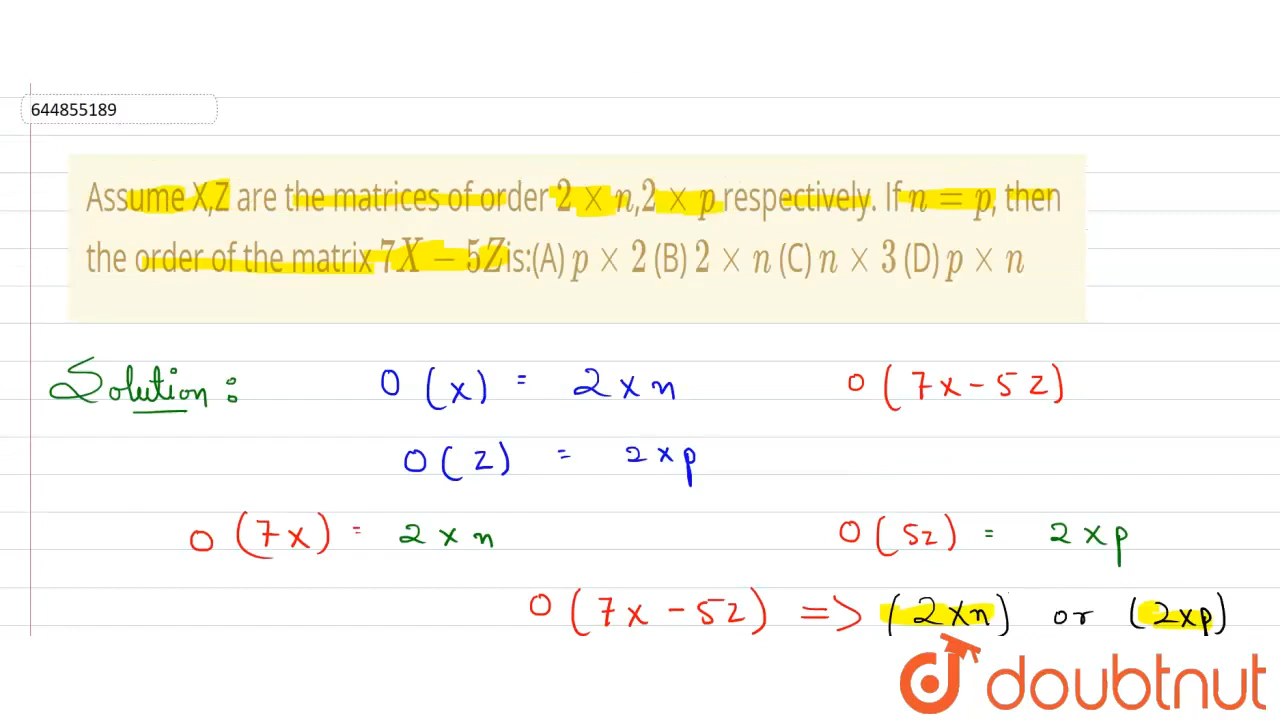 644855189
Assume X,Z are the matrices of order 2 × n,2 × p respectively. If n = p, then
the order of the matrix 7X − 5Z is:(A) p × 2 (B) 2 × n (C) n × 3 (D) p × n
Solution :
O (x) = 2 x n
O (7x - 5z)
O (z) = 2 x p
O (7x) = 2 x n
O (5z) = 2 x p
O (7x - 5z) => (2xn) or (2xp)
doubtnut